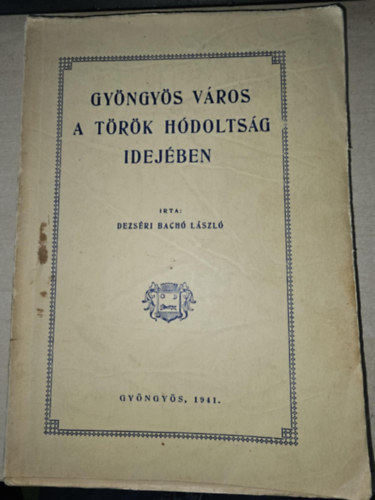 GYÖNGYÖS VÁROS
A TÖRÖK HÓDOLTSÁG
IDEJÉBEN
IRTA:
DEZSÉRI BACHÓ LÁSZLÓ
GYÖNGYÖS, 1941.